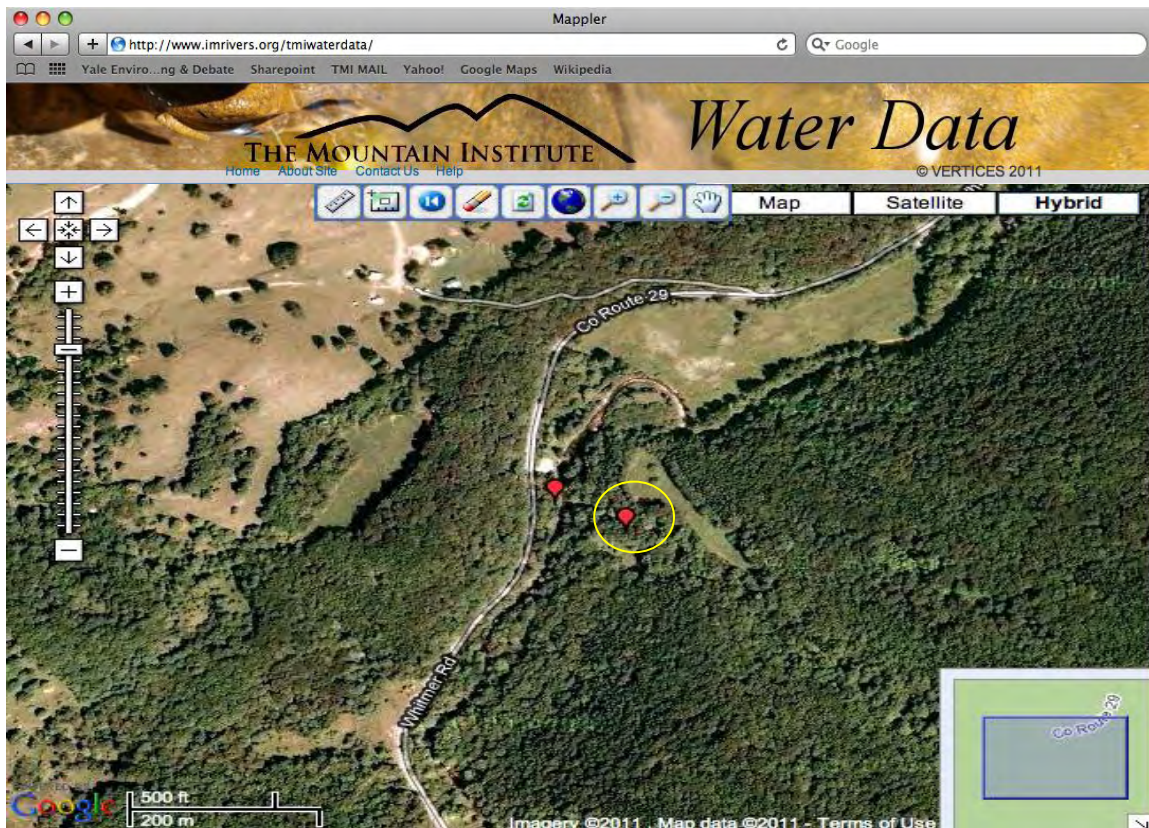 Mappler
http://www.imrivers.org/tmiwaterdata/
Google
Yale Enviro...ng & Debate Sharepoint TMI MAIL Yahoo! Google Maps Wikipedia
THE MOUNTAIN INSTITUTE
Water Data
Home About Site Contact Us Help
© VERTICES 2011
Map Satellite Hybrid
Co Route 29
Whitmer Rd
Co Route 29
Google
500 ft
200 m
Imagery ©2011 , Map data ©2011 - Terms of Use